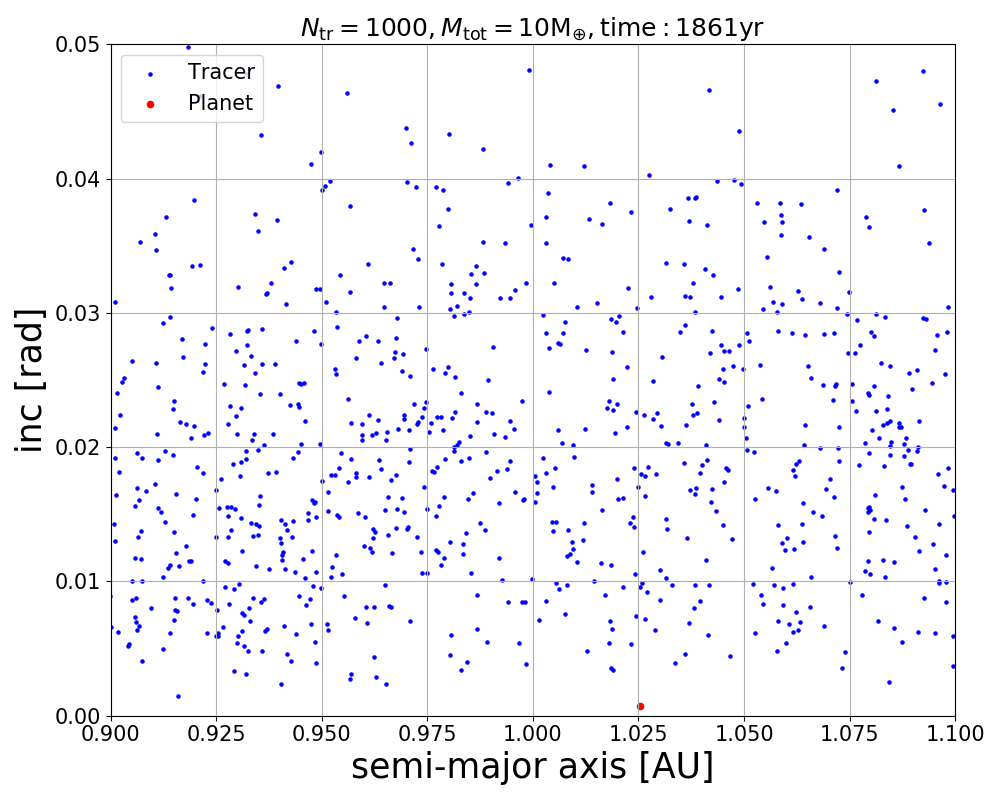 N_tr = 1000, M_tot = 10M_⊕, time : 1861yr
Tracer
Planet
0.05
0.04
0.03
0.02
0.01
0.00
inc [rad]
0.900 0.925 0.950 0.975 1.000 1.025 1.050 1.075 1.100
semi-major axis [AU]